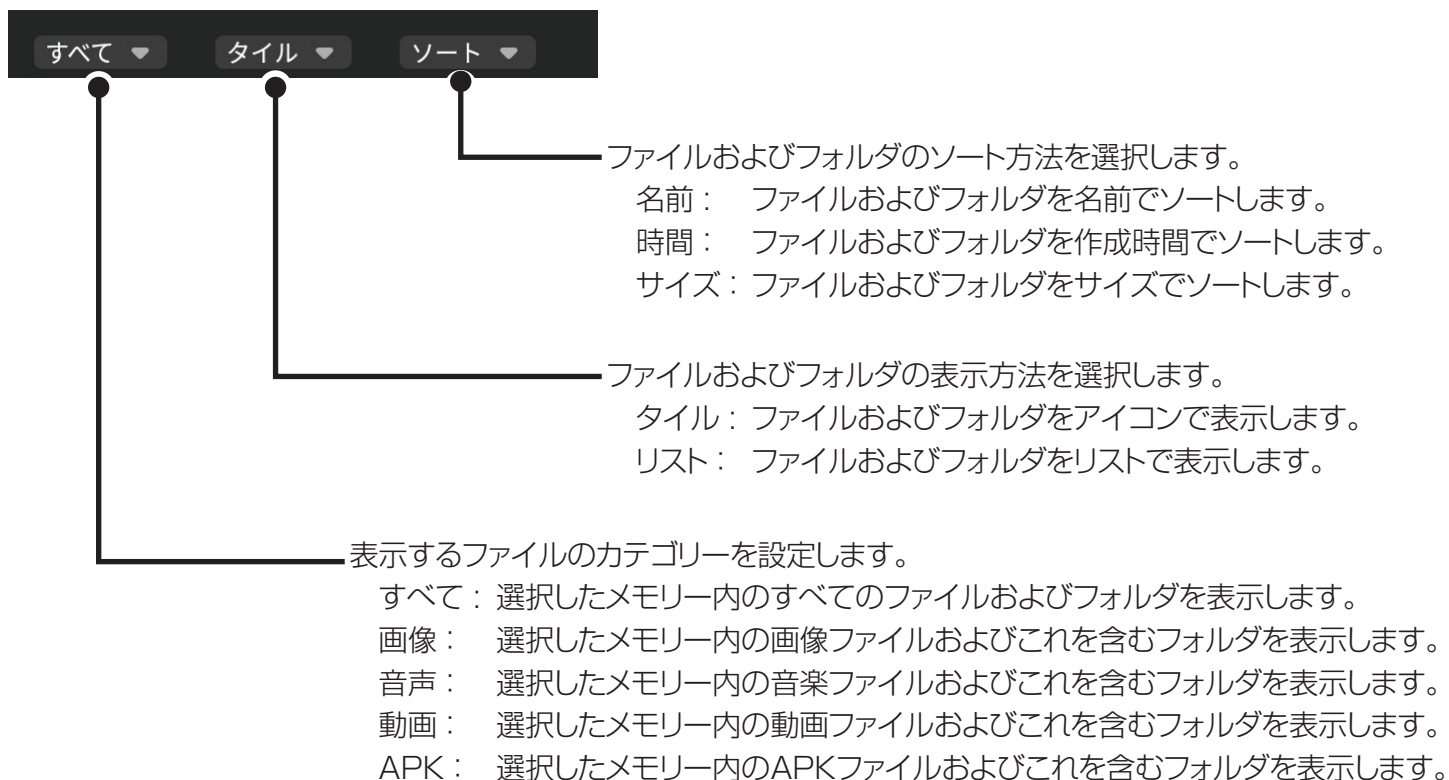 すべて タイル ソート
ファイルおよびフォルダのソート方法を選択します。
名前： ファイルおよびフォルダを名前でソートします。
時間： ファイルおよびフォルダを作成時間でソートします。
サイズ：ファイルおよびフォルダをサイズでソートします。
ファイルおよびフォルダの表示方法を選択します。
タイル：ファイルおよびフォルダをアイコンで表示します。
リスト： ファイルおよびフォルダをリストで表示します。
表示するファイルのカテゴリーを設定します。
すべて：選択したメモリー内のすべてのファイルおよびフォルダを表示します。
画像： 選択したメモリー内の画像ファイルおよびこれを含むフォルダを表示します。
音声： 選択したメモリー内の音楽ファイルおよびこれを含むフォルダを表示します。
動画： 選択したメモリー内の動画ファイルおよびこれを含むフォルダを表示します。
APK： 選択したメモリー内のAPKファイルおよびこれを含むフォルダを表示します。